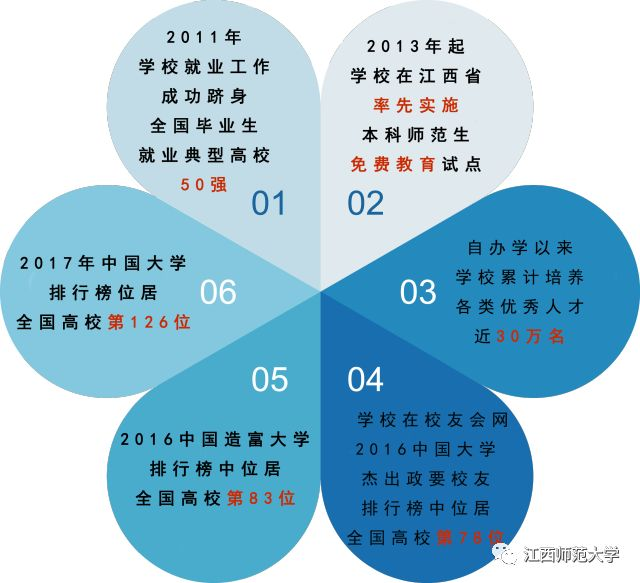 2011年
学校就业工作
成功跻身
全国毕业生
就业典型高校
50强
01
2013年起
学校在江西省
率先实施
本科师范生
免费教育试点
02
自办学以来
学校累计培养
各类优秀人才
近30万名
03
学校在校友会网
2016中国大学
杰出政要校友
排行榜中位居
全国高校第78位
04
2016中国造富大学
排行榜中位居
全国高校第83位
05
2017年中国大学
排行榜位居
全国高校第126位
06
江西师范大学